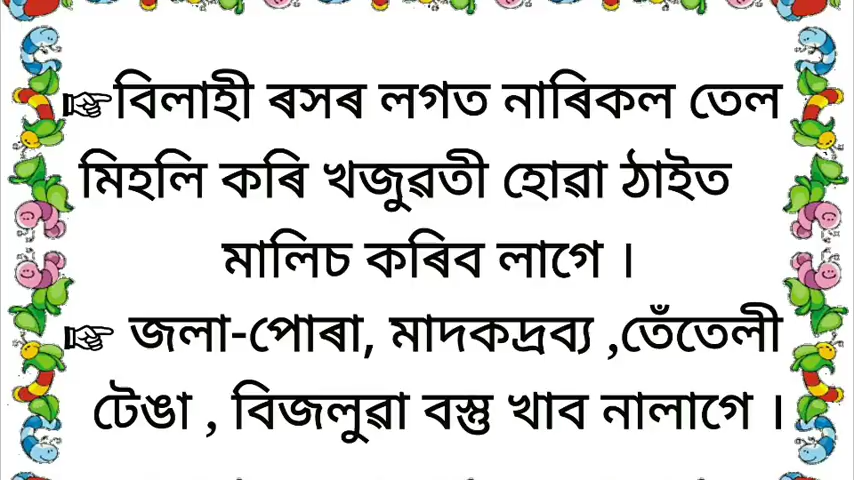 ☞বিলাহী ৰসৰ লগত নাৰিকল তেল
মিহলি কৰি খজুৱতী হোৱা ঠাইত
মালিচ কৰিব লাগে ।
☞ জলা-পোৰা, মাদকদ্ৰব্য ,তেঁতেলী
টেঙা , বিজলুৱা বস্তু খাব নালাগে ।